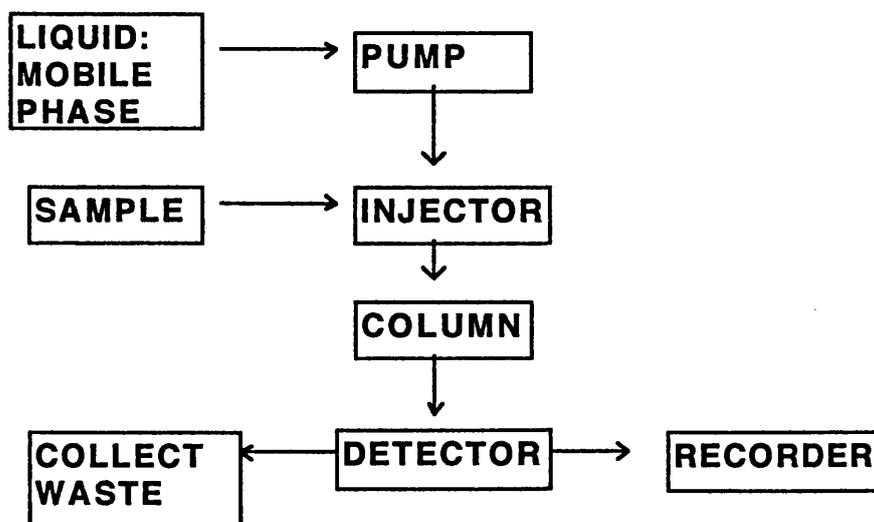 LIQUID:
MOBILE
PHASE
PUMP
SAMPLE
INJECTOR
COLUMN
COLLECT
WASTE
DETECTOR
RECORDER